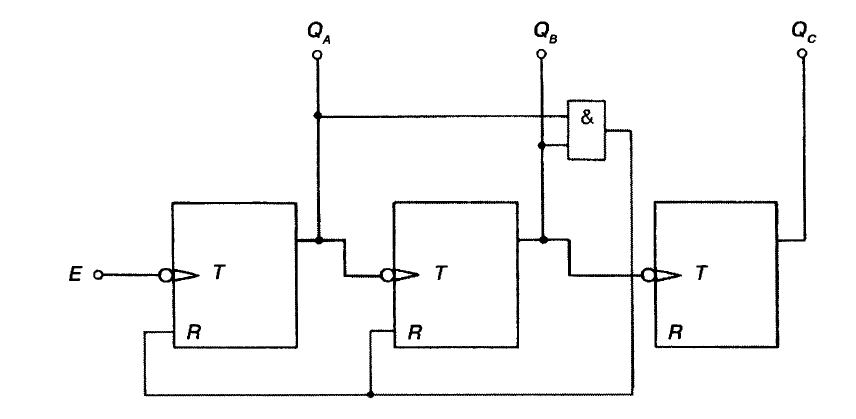 Q_A Q_B Q_C
&
E T T T
R R R